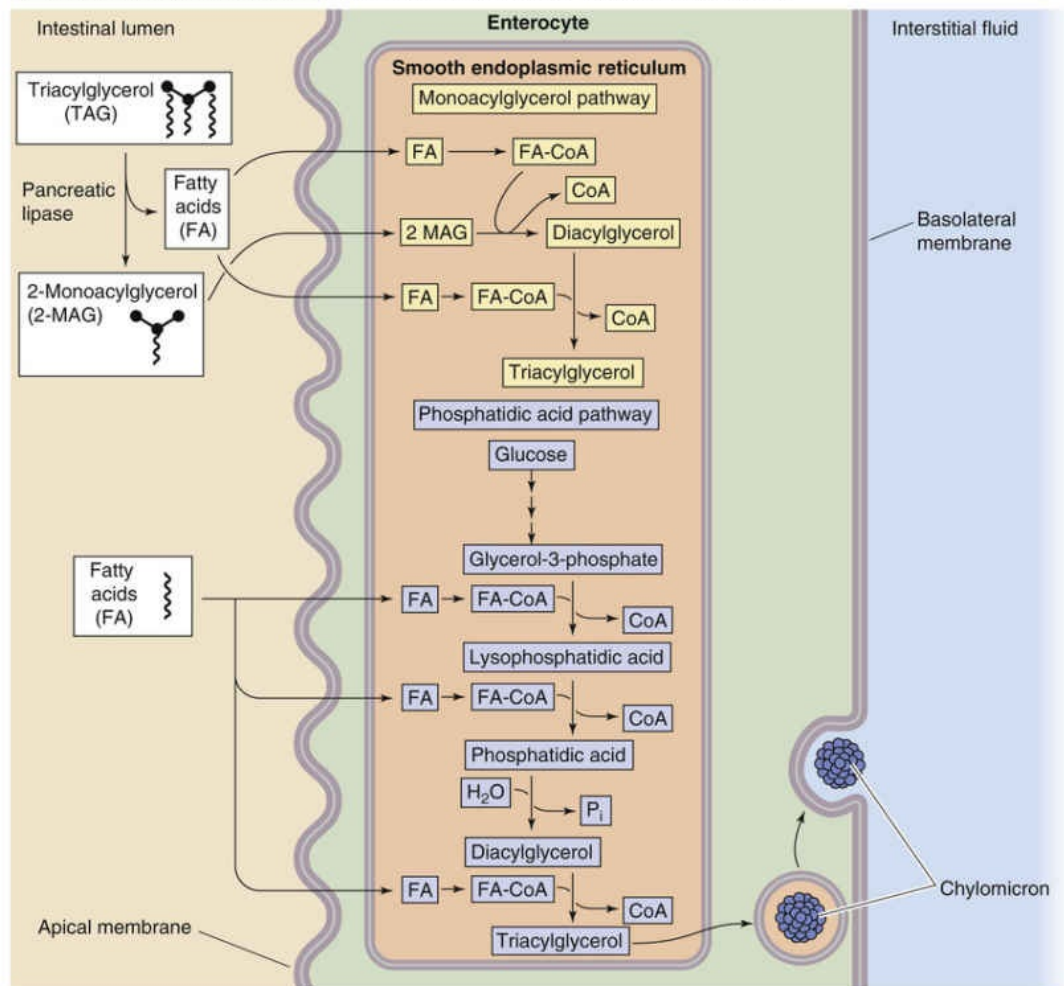 Intestinal lumen
Enterocyte
Interstitial fluid
Smooth endoplasmic reticulum
Monoacylglycerol pathway
Triacylglycerol
(TAG)
Pancreatic
lipase
Fatty
acids
(FA)
2-Monoacylglycerol
(2-MAG)
FA
FA-CoA
CoA
2 MAG
Diacylglycerol
FA
FA-CoA
CoA
Triacylglycerol
Basolateral
membrane
Phosphatidic acid pathway
Glucose
Glycerol-3-phosphate
Fatty
acids
(FA)
FA
FA-CoA
CoA
Lysophosphatidic acid
FA
FA-CoA
CoA
Phosphatidic acid
H₂O
Pᵢ
Diacylglycerol
FA
FA-CoA
CoA
Triacylglycerol
Chylomicron
Apical membrane